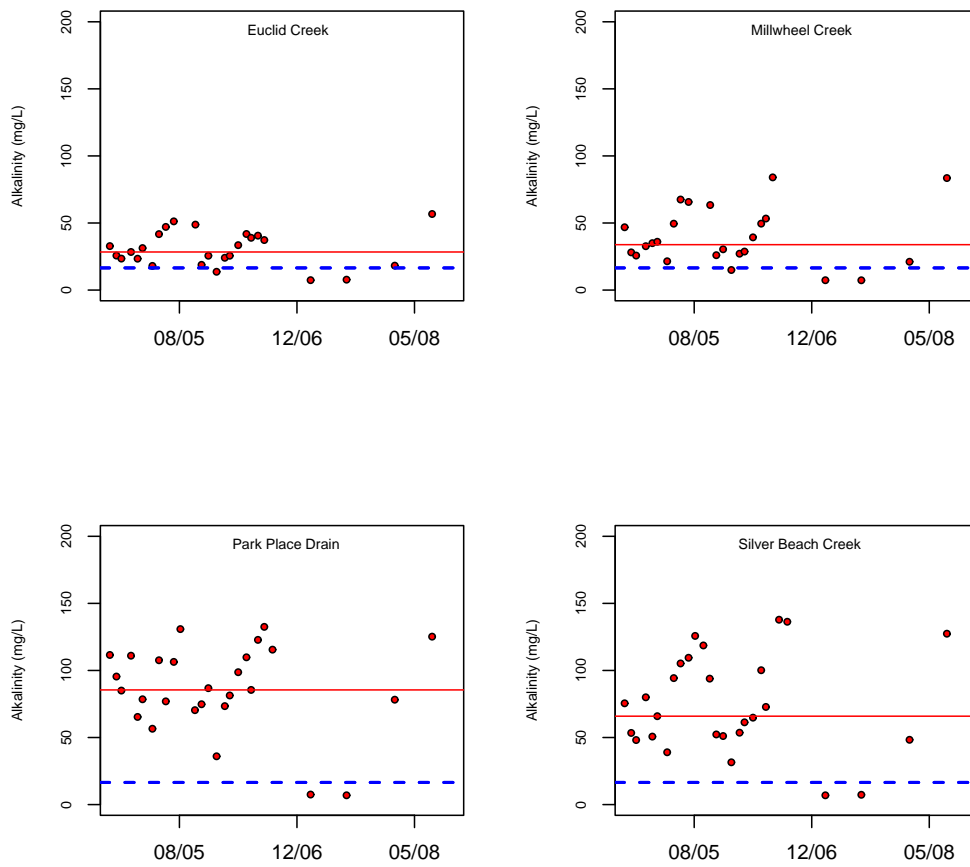 Euclid Creek
Alkalinity (mg/L)
200
150
100
50
0
08/05 12/06 05/08
Millwheel Creek
Alkalinity (mg/L)
200
150
100
50
0
08/05 12/06 05/08
Park Place Drain
Alkalinity (mg/L)
200
150
100
50
0
08/05 12/06 05/08
Silver Beach Creek
Alkalinity (mg/L)
200
150
100
50
0
08/05 12/06 05/08